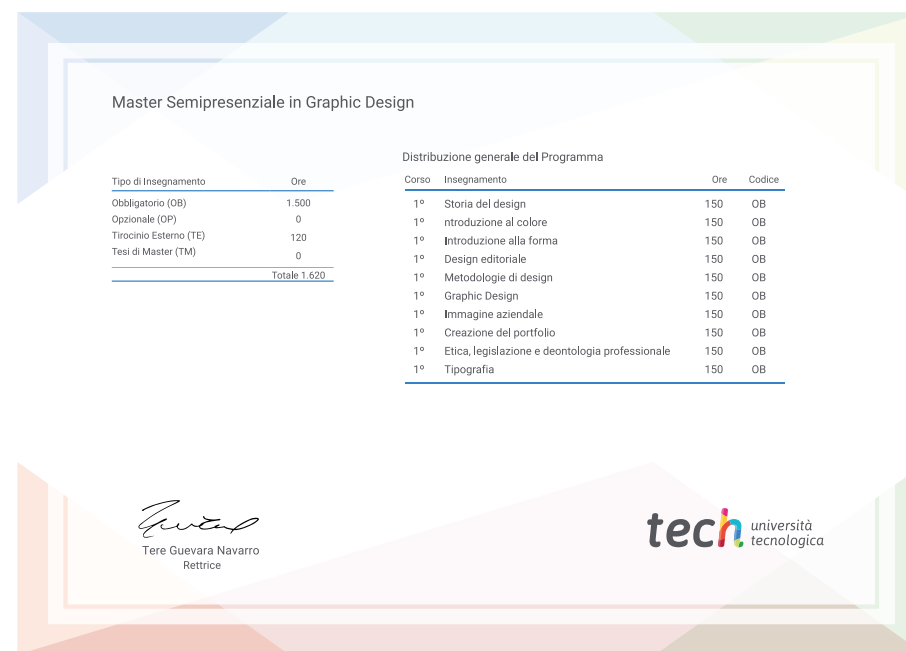 Master Semipresenziale in Graphic Design
Tipo di Insegnamento Ore
Obbligatorio (OB) 1.500
Opzionale (OP) 0
Tirocinio Esterno (TE) 120
Tesi di Master (TM) 0
Totale 1.620
Distribuzione generale del Programma
Corso Insegnamento Ore Codice
1º Storia del design 150 OB
1º ntroduzione al colore 150 OB
1º Introduzione alla forma 150 OB
1º Design editoriale 150 OB
1º Metodologie di design 150 OB
1º Graphic Design 150 OB
1º Immagine aziendale 150 OB
1º Creazione del portfolio 150 OB
1º Etica, legislazione e deontologia professionale 150 OB
1º Tipografia 150 OB
Tere Guevara Navarro
Rettrice
tech università
tecnologica